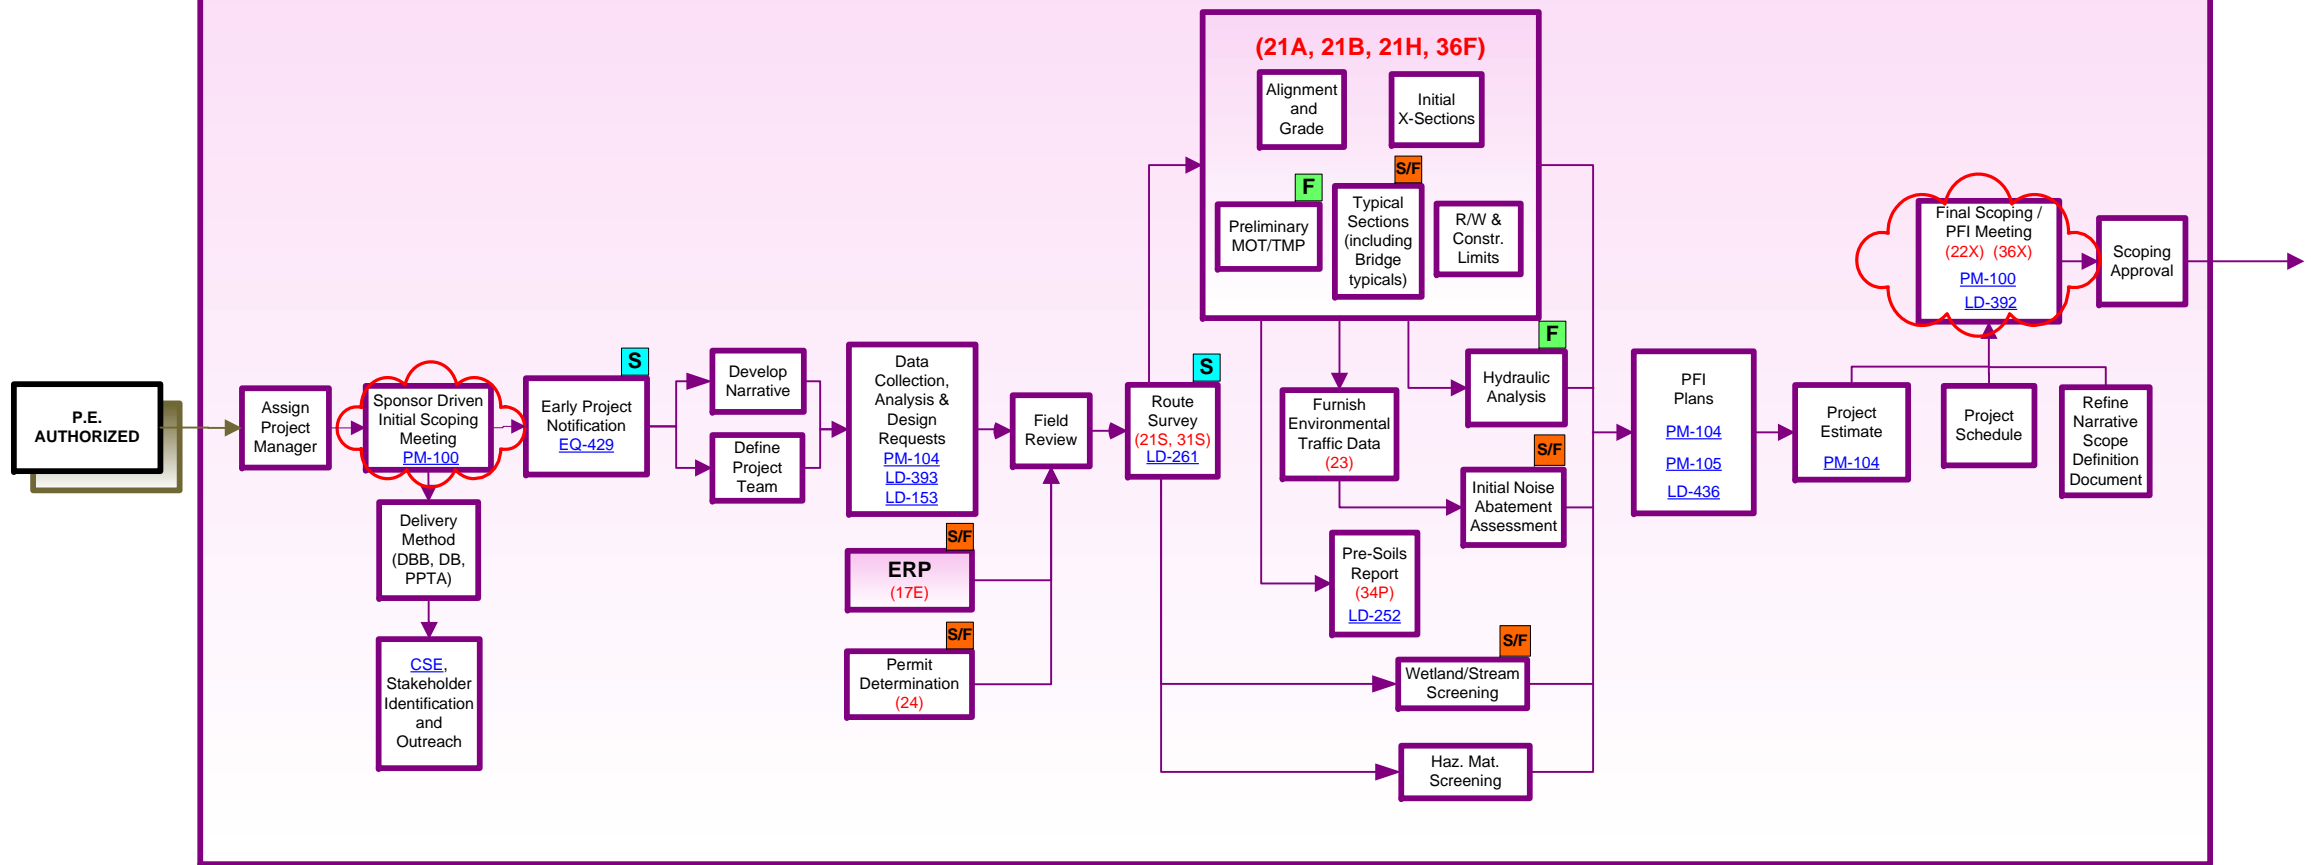 P.E.
AUTHORIZED
Assign
Project
Manager
Sponsor Driven
Initial Scoping
Meeting
PM-100
Delivery
Method
(DBB, DB,
PPTA)
CSE,
Stakeholder
Identification
and
Outreach
S
Early Project
Notification
EQ-429
Develop
Narrative
Define
Project
Team
Data
Collection,
Analysis &
Design
Requests
PM-104
LD-393
LD-153
S/F
ERP
(17E)
S/F
Permit
Determination
(24)
Field
Review
S
Route
Survey
(21S, 31S)
LD-261
(21A, 21B, 21H, 36F)
Alignment
and
Grade
Initial
X-Sections
F
Preliminary
MOT/TMP
S/F
Typical
Sections
(including
Bridge
typicals)
R/W &
Constr.
Limits
F
Hydraulic
Analysis
Furnish
Environmental
Traffic Data
(23)
S/F
Initial Noise
Abatement
Assessment
Pre-Soils
Report
(34P)
LD-252
S/F
Wetland/Stream
Screening
Haz. Mat.
Screening
PFI
Plans
PM-104
PM-105
LD-436
Project
Estimate
PM-104
Project
Schedule
Refine
Narrative
Scope
Definition
Document
Final Scoping /
PFI Meeting
(22X) (36X)
PM-100
LD-392
Scoping
Approval